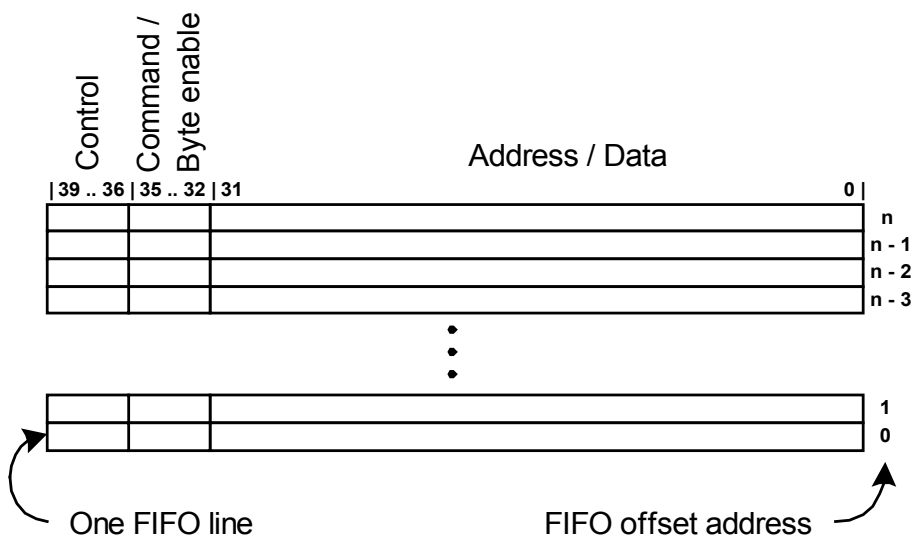 Control
Command /
Byte enable
Address / Data
| 39 .. 36 | 35 .. 32 | 31 0 |
n
n - 1
n - 2
n - 3
1
0
One FIFO line
FIFO offset address